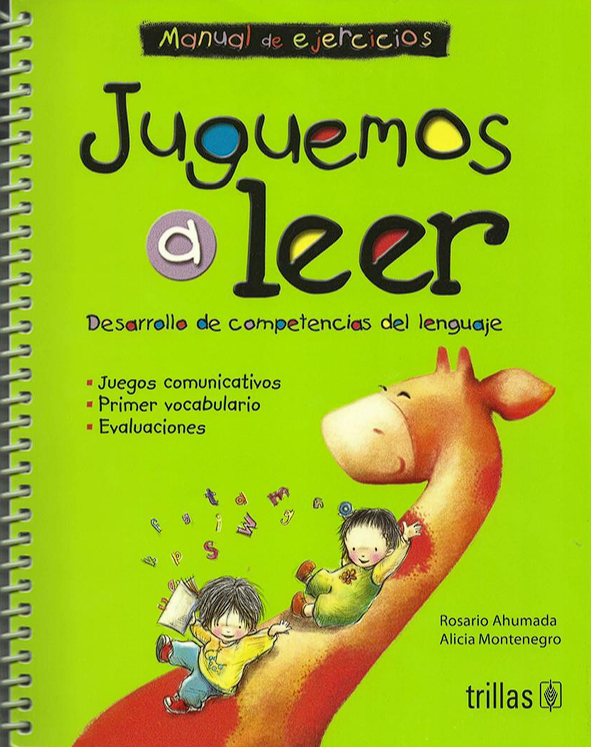 Manual de ejercicios
Juguemos
a leer
Desarrollo de competencias del lenguaje
▪ Juegos comunicativos
▪ Primer vocabulario
▪ Evaluaciones
t a m
f s i g n o
v p s w y
Rosario Ahumada
Alicia Montenegro
trillas